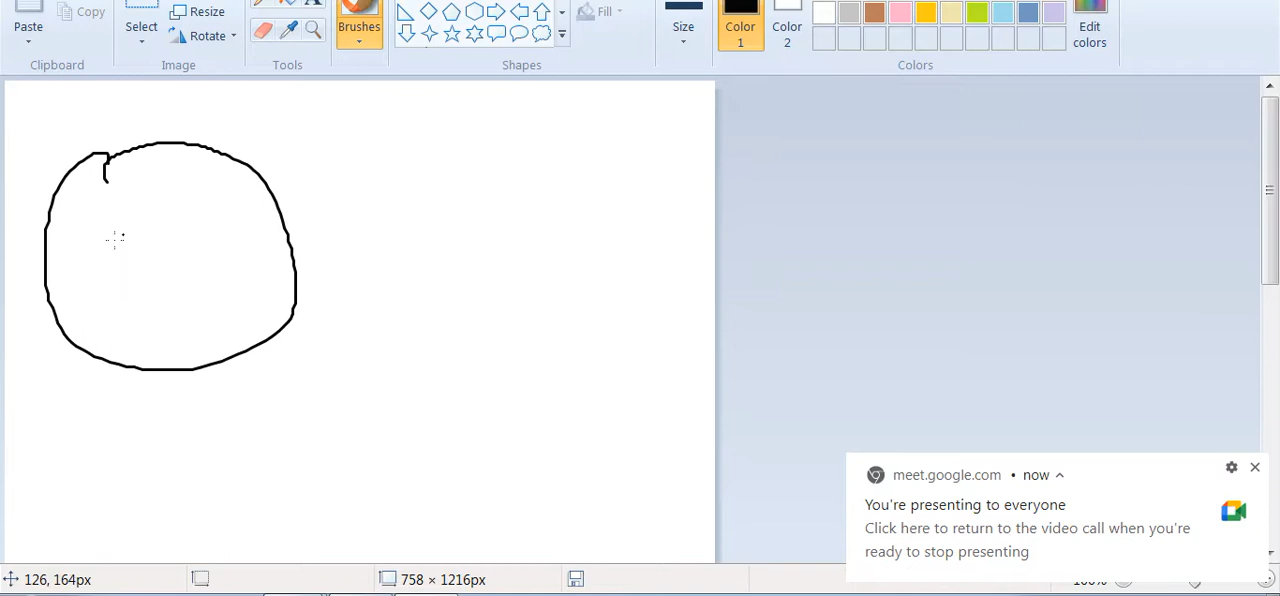 Paste
Copy
Clipboard
Select
Resize
Rotate
Image
A
Tools
Brushes
Fill
Shapes
Size
Color
1
Color
2
Edit
colors
Colors
meet.google.com • now
You're presenting to everyone
Click here to return to the video call when you're
ready to stop presenting
126, 164px
758 × 1216px
100%